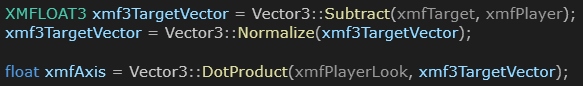 XMFLOAT3 xmf3TargetVector = Vector3::Subtract(xmfTarget, xmfPlayer);
xmf3TargetVector = Vector3::Normalize(xmf3TargetVector);
float xmfAxis = Vector3::DotProduct(xmfPlayerLook, xmf3TargetVector);